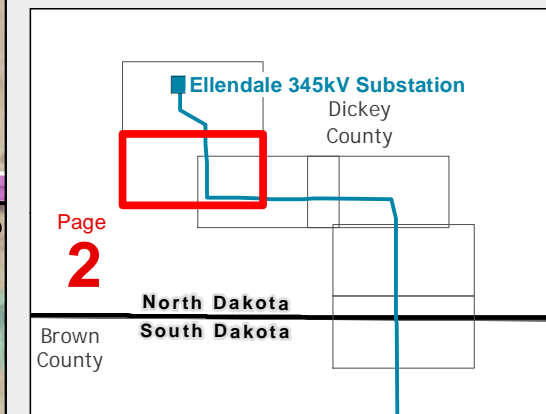 Ellendale 345kV Substation
Dickey
County
Page
2
North Dakota
South Dakota
Brown
County